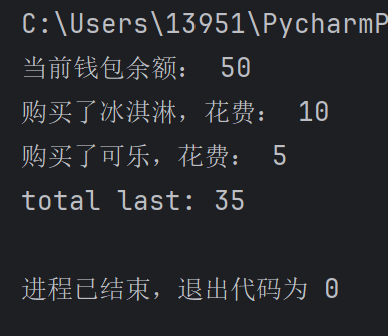 C:\Users\13951\PycharmP
当前钱包余额： 50
购买了冰淇淋，花费： 10
购买了可乐，花费： 5
total last: 35
进程已结束，退出代码为 0